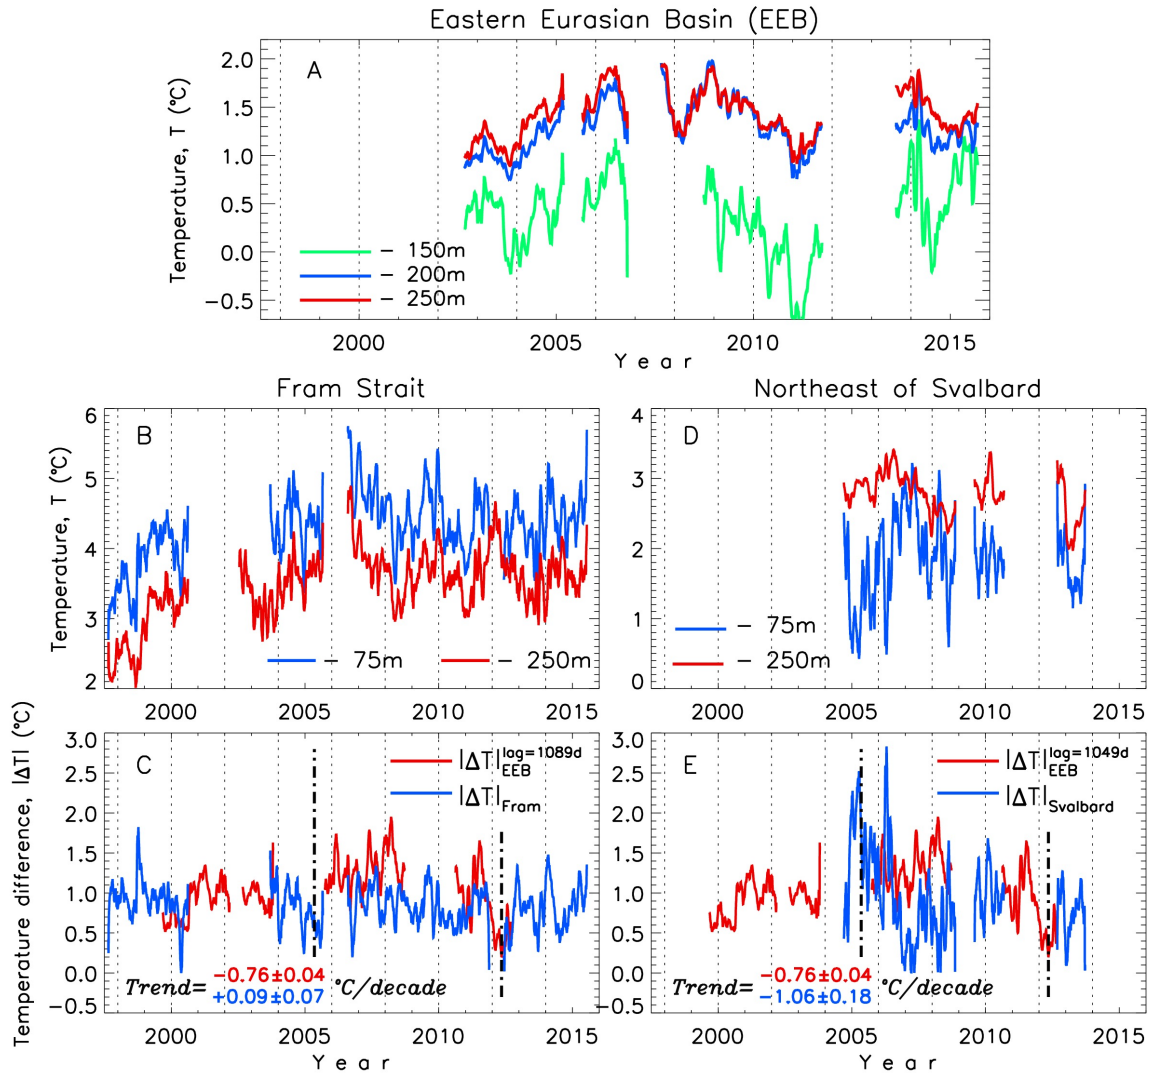 Eastern Eurasian Basin (EEB)
A
Temperature, T (°C)
2.0
1.5
1.0
0.5
0.0
−0.5
− 150m
− 200m
− 250m
2000 2005 2010 2015
Year
Fram Strait
B
Temperature, T (°C)
6
5
4
3
2
− 75m − 250m
2000 2005 2010 2015
Northeast of Svalbard
D
4
3
2
1
0
− 75m
− 250m
2000 2005 2010 2015
Temperature difference, |ΔT| (°C)
C
3.0
2.5
2.0
1.5
1.0
0.5
0.0
−0.5
|ΔT| lag=1089d EEB
|ΔT| Fram
Trend= −0.76±0.04 +0.09±0.07 °C/decade
2000 2005 2010 2015
Year
E
3.0
2.5
2.0
1.5
1.0
0.5
0.0
−0.5
|ΔT| lag=1049d EEB
|ΔT| Svalbard
Trend= −0.76±0.04 −1.06±0.18 °C/decade
2000 2005 2010 2015
Year